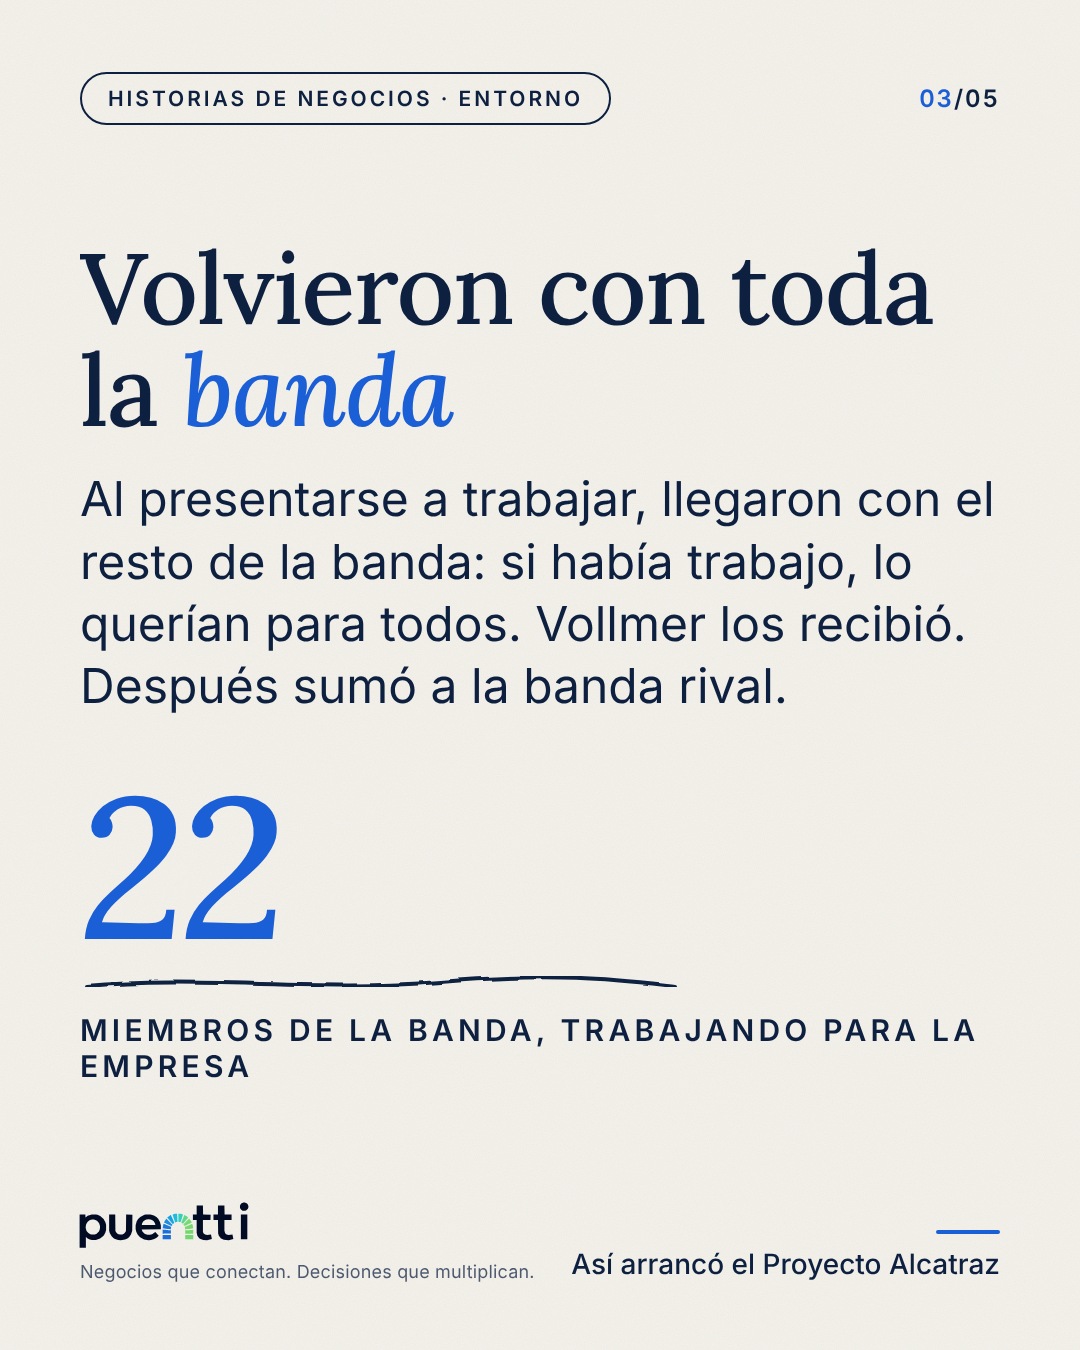 HISTORIAS DE NEGOCIOS · ENTORNO
03/05
Volvieron con toda
la banda
Al presentarse a trabajar, llegaron con el
resto de la banda: si había trabajo, lo
querían para todos. Vollmer los recibió.
Después sumó a la banda rival.
22
MIEMBROS DE LA BANDA, TRABAJANDO PARA LA
EMPRESA
puentti
Negocios que conectan. Decisiones que multiplican.
Así arrancó el Proyecto Alcatraz